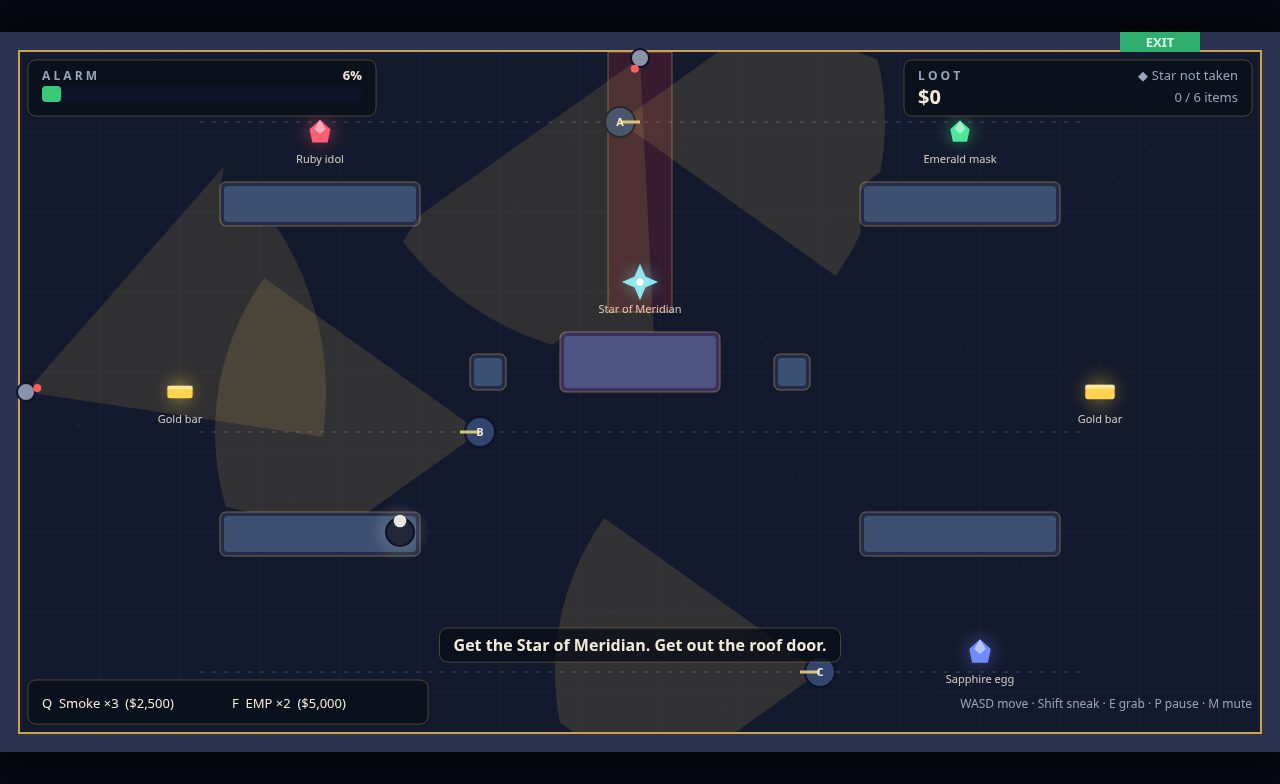 EXIT
ALARM 6%
LOOT ◆ Star not taken
$0 0 / 6 items
A
Ruby idol
Emerald mask
Star of Meridian
Gold bar
Gold bar
B
Get the Star of Meridian. Get out the roof door.
C
Sapphire egg
Q Smoke ×3 ($2,500) F EMP ×2 ($5,000)
WASD move · Shift sneak · E grab · P pause · M mute